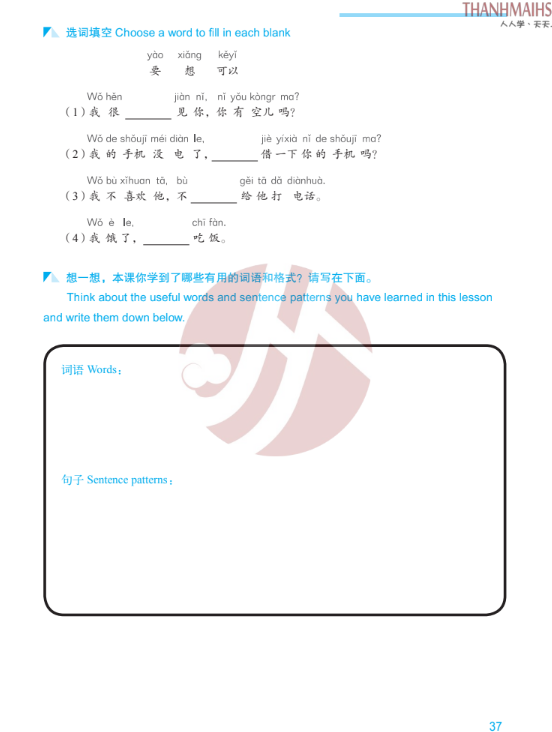 THANHMAIHSK
选词填空 Choose a word to fill in each blank
yào xiǎng kěyǐ
要 想 可以
Wǒ hěn jiàn nǐ, nǐ yǒu kòngr ma?
(1)我 很 ________ 见 你，你 有 空儿 吗？
Wǒ de shǒujī méi diàn le, jiè yíxià nǐ de shǒujī ma?
(2)我 的 手机 没 电 了，________ 借 一下 你 的 手机 吗？
Wǒ bù xǐhuan tā, bù gěi tā dǎ diànhuà.
(3)我 不 喜欢 他，不 ________ 给 他 打 电话。
Wǒ è le, chī fàn.
(4)我 饿 了，________ 吃 饭。
想一想，本课你学到了哪些有用的词语和格式？请写在下面。
Think about the useful words and sentence patterns you have learned in this lesson
and write them down below.
词语 Words：
句子 Sentence patterns：
37